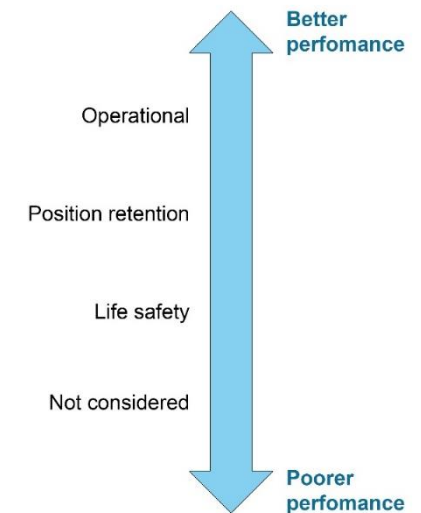 Better
perfomance
Operational
Position retention
Life safety
Not considered
Poorer
perfomance